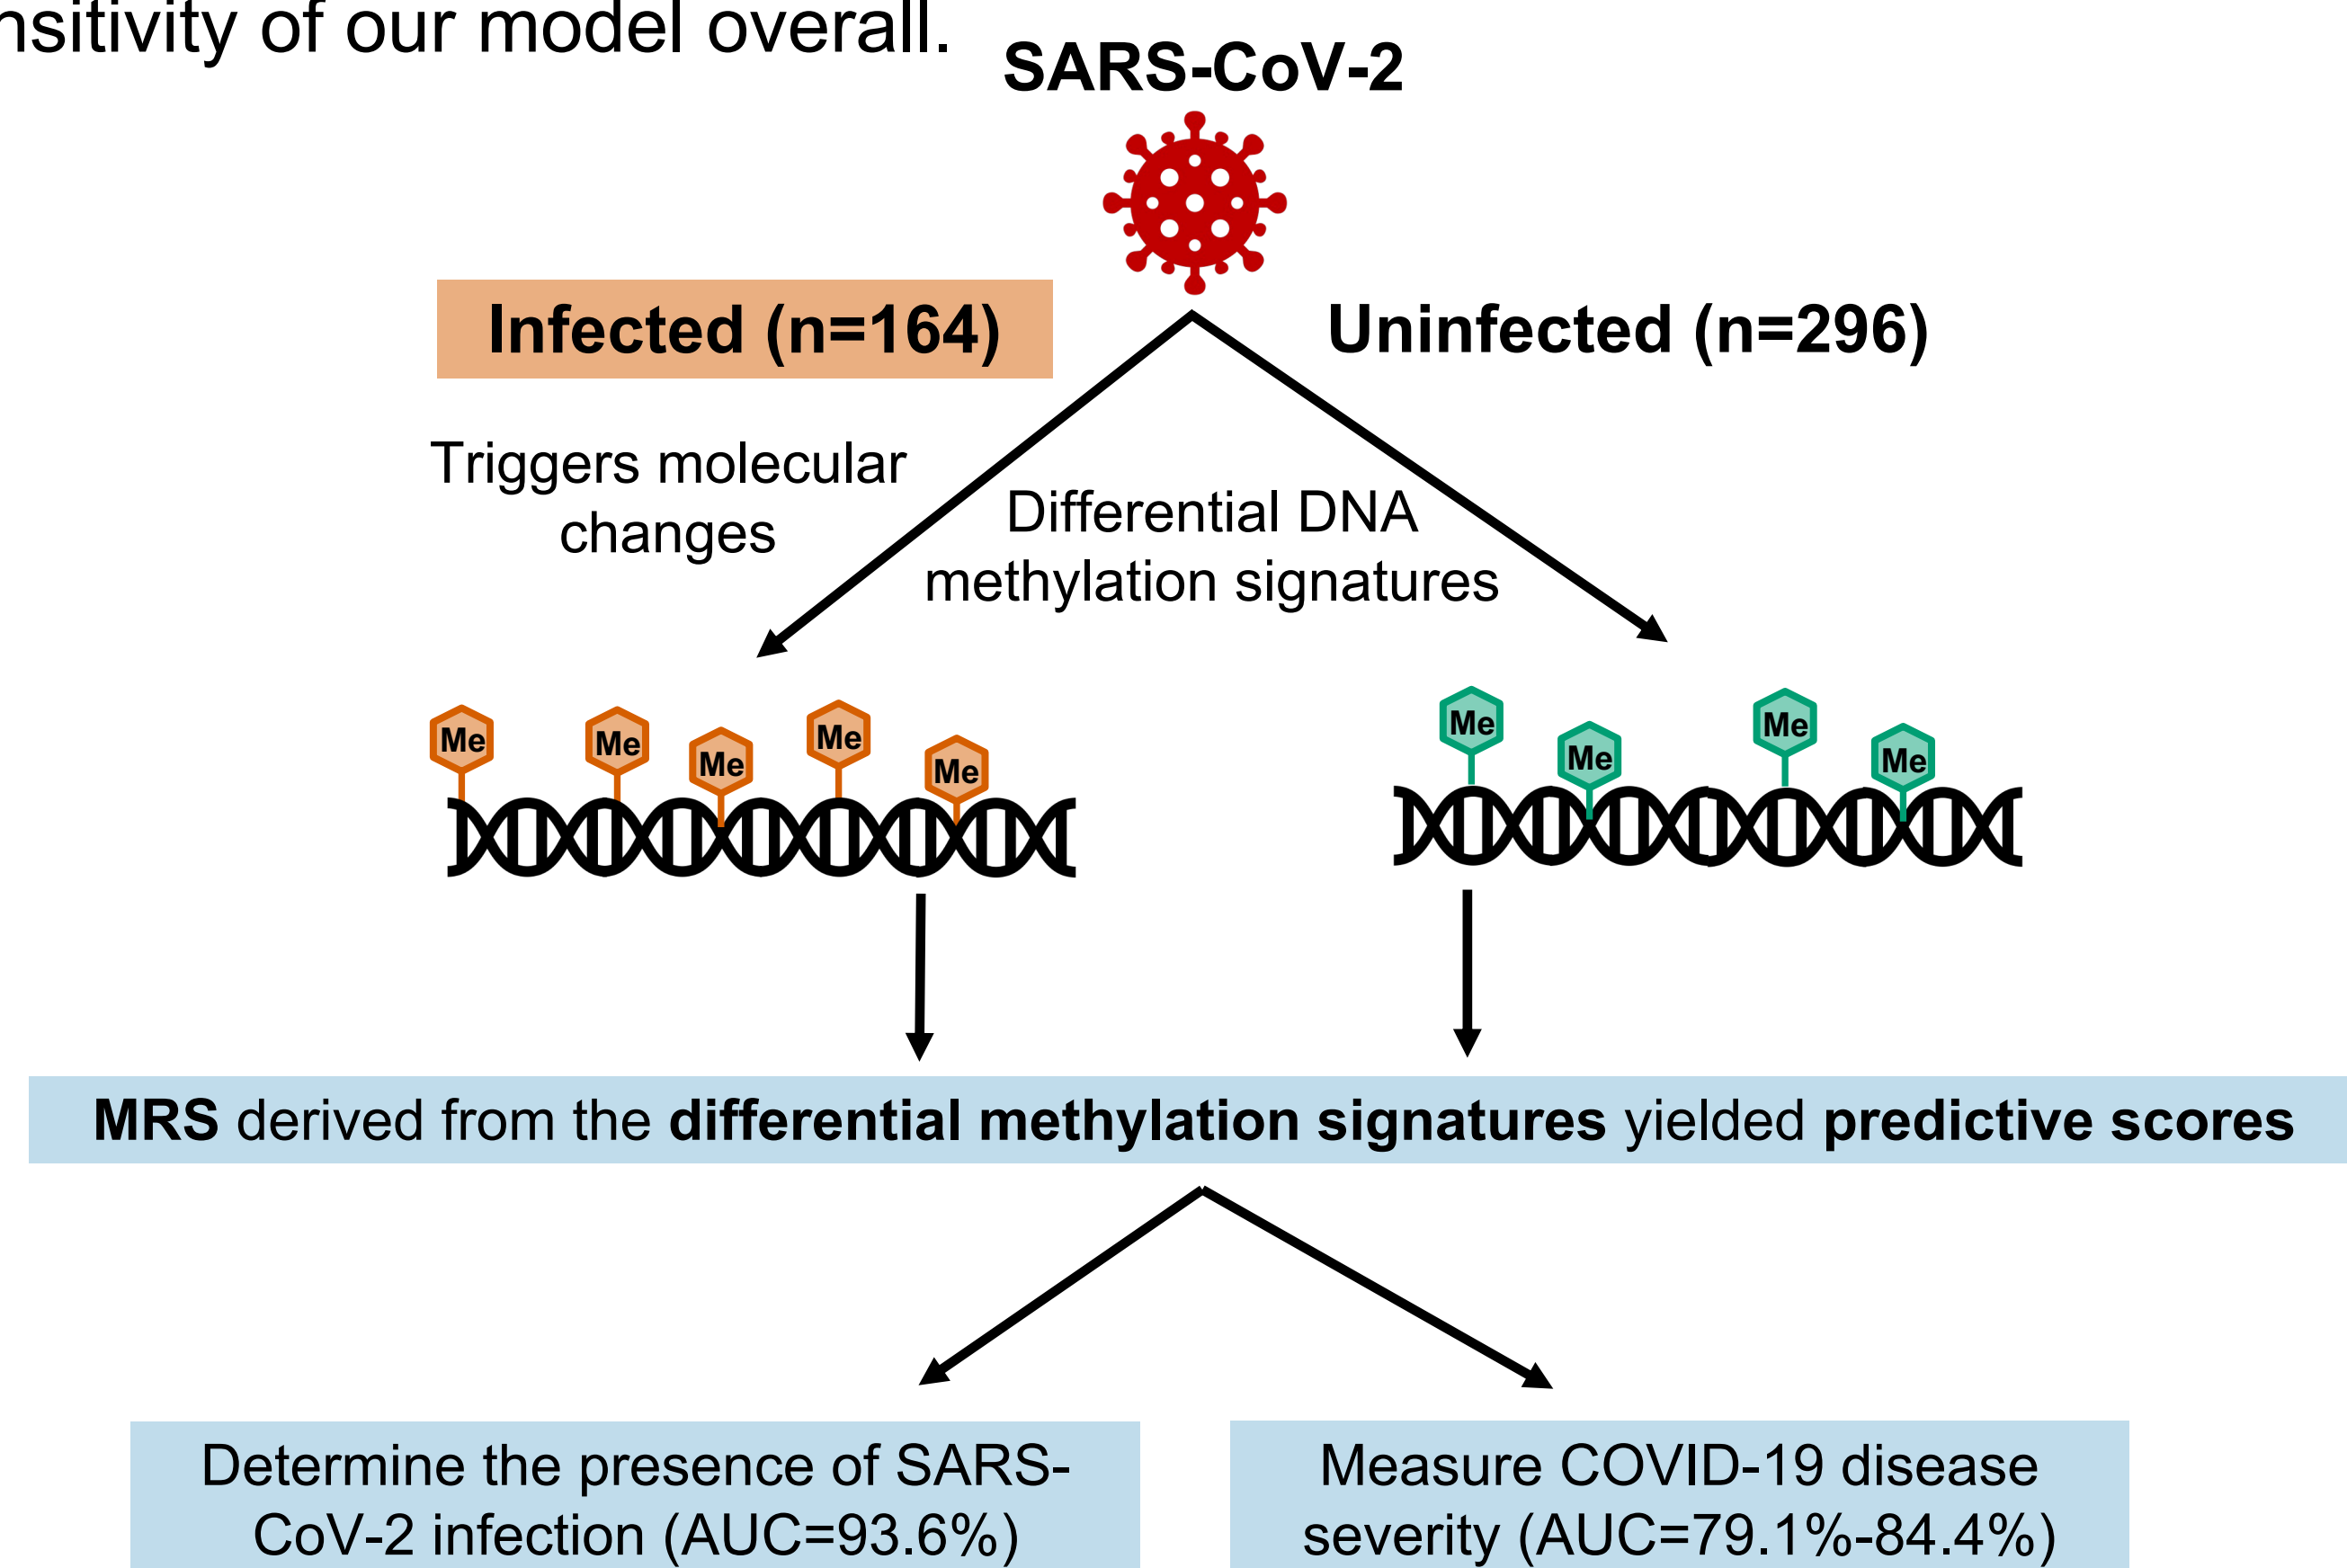 nsitivity of our model overall.
SARS-CoV-2
Infected (n=164)
Uninfected (n=296)
Triggers molecular
changes
Differential DNA
methylation signatures
Me
Me
Me
Me
Me
Me
Me
Me
Me
MRS derived from the differential methylation signatures yielded predictive scores
Determine the presence of SARS-
CoV-2 infection (AUC=93.6%)
Measure COVID-19 disease
severity (AUC=79.1%-84.4%)